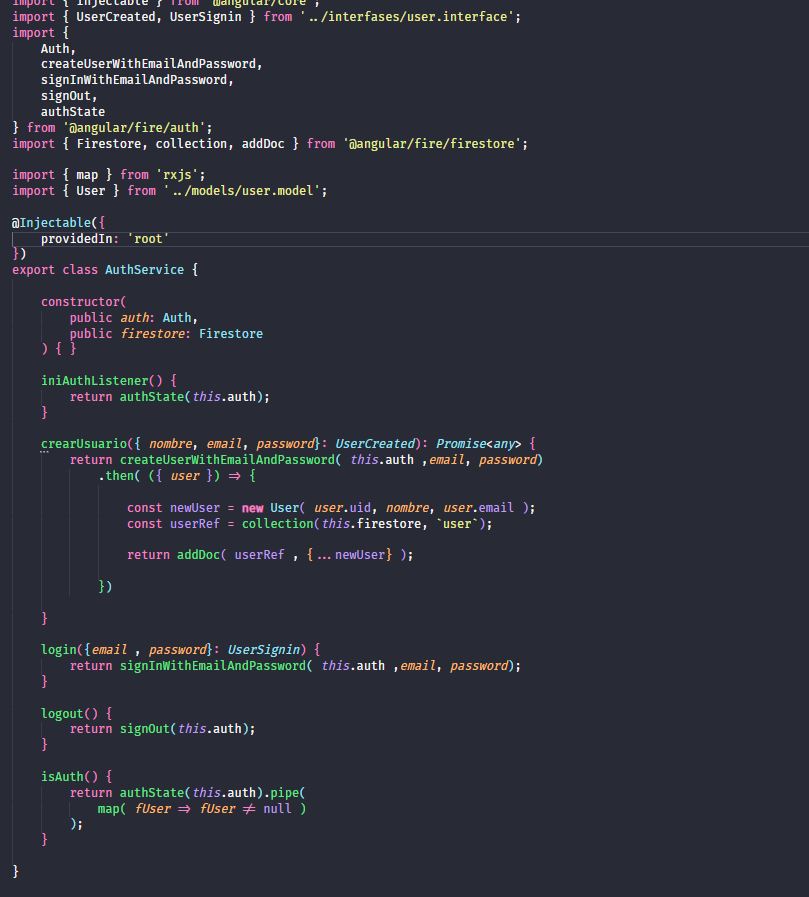 import { Injectable } from '@angular/core';
import { UserCreated, UserSignin } from '../interfases/user.interface';
import {
    Auth,
    createUserWithEmailAndPassword,
    signInWithEmailAndPassword,
    signOut,
    authState
} from '@angular/fire/auth';
import { Firestore, collection, addDoc } from '@angular/fire/firestore';

import { map } from 'rxjs';
import { User } from '../models/user.model';

@Injectable({
    providedIn: 'root'
})
export class AuthService {

    constructor(
        public auth: Auth,
        public firestore: Firestore
    ) { }

    iniAuthListener() {
        return authState(this.auth);
    }

    crearUsuario({ nombre, email, password}: UserCreated): Promise<any> {
        return createUserWithEmailAndPassword( this.auth ,email, password)
            .then( ({ user }) => {

                const newUser = new User( user.uid, nombre, user.email );
                const userRef = collection(this.firestore, `user`);

                return addDoc( userRef , {...newUser} );

            })

    }

    login({email , password}: UserSignin) {
        return signInWithEmailAndPassword( this.auth ,email, password);
    }

    logout() {
        return signOut(this.auth);
    }

    isAuth() {
        return authState(this.auth).pipe(
            map( fUser => fUser != null )
        );
    }

}